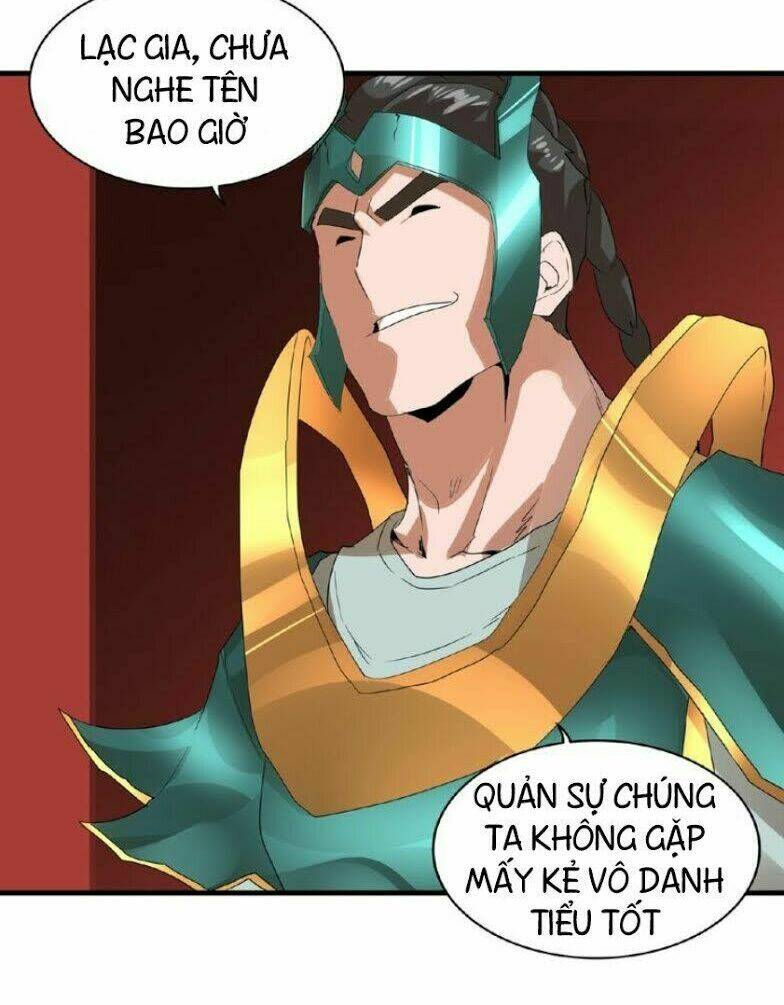 LẠC GIA, CHƯA
NGHE TÊN
BAO GIỜ
QUẢN SỰ CHÚNG
TA KHÔNG GẶP
MẤY KẺ VÔ DANH
TIỂU TỐT